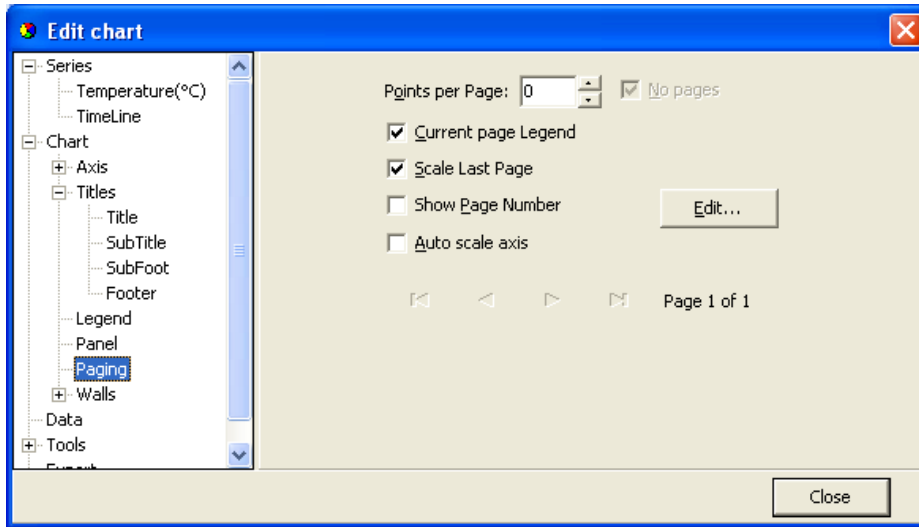 Edit chart
Series
Temperature(°C)
TimeLine
Chart
Axis
Titles
Title
SubTitle
SubFoot
Footer
Legend
Panel
Paging
Walls
Data
Tools
Points per Page: 0 No pages
Current page Legend
Scale Last Page
Show Page Number Edit...
Auto scale axis
Page 1 of 1
Close